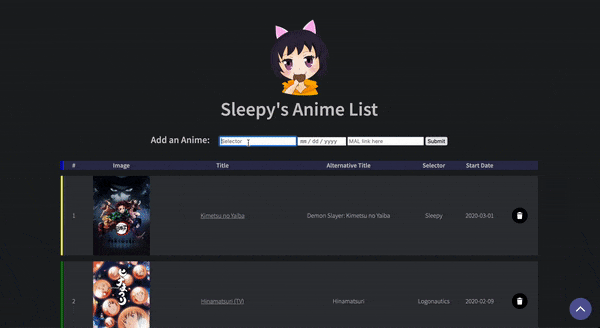 Sleepy's Anime List
Add an Anime: Selector mm / dd / yyyy MAL link here Submit
# Image Title Alternative Title Selector Start Date
1 Kimetsu no Yaiba Demon Slayer: Kimetsu no Yaiba Sleepy 2020-03-01
2 Hinamatsuri (TV) Hinamatsuri Logonautics 2020-02-09